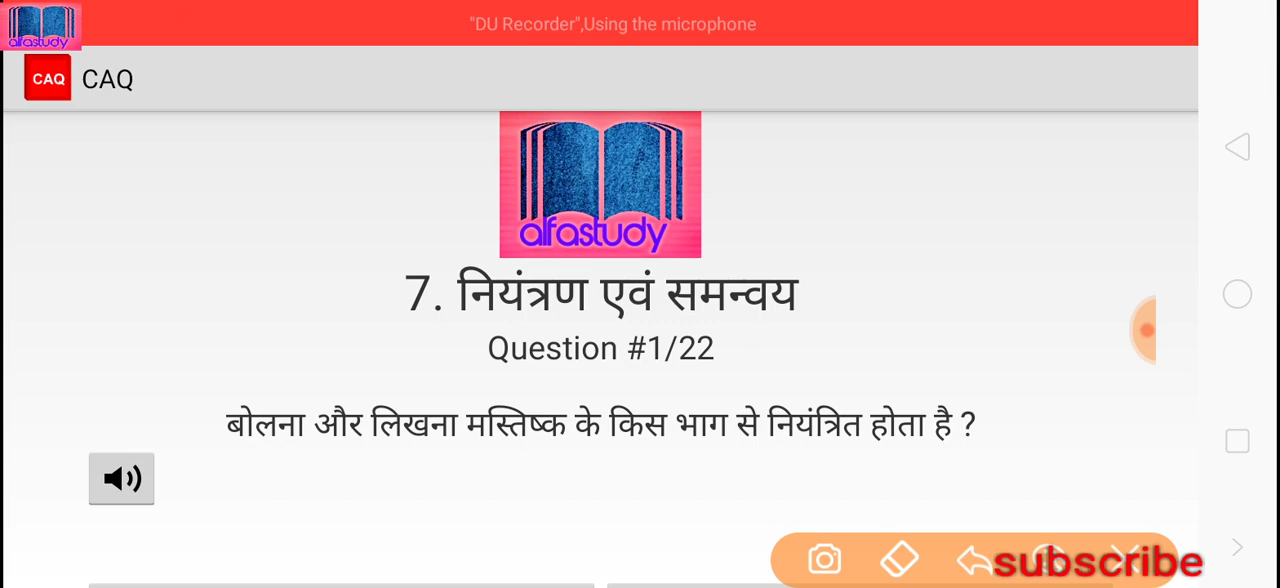 alfastudy
"DU Recorder",Using the microphone
CAQ CAQ
alfastudy
7. नियंत्रण एवं समन्वय
Question #1/22
बोलना और लिखना मस्तिष्क के किस भाग से नियंत्रित होता है ?
subscribe